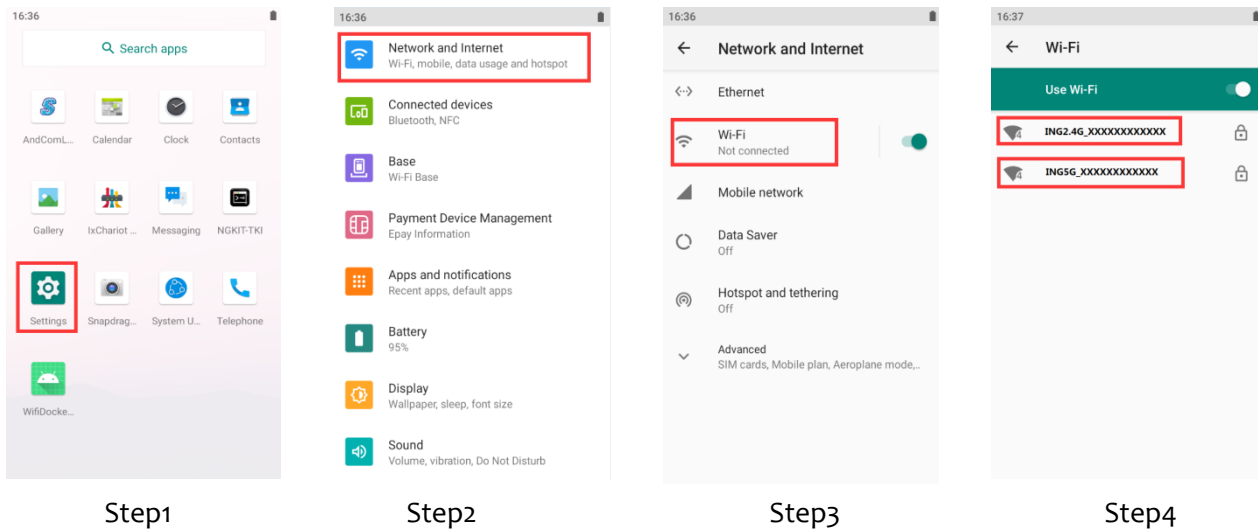 16:36
Search apps
AndComL...
Calendar
Clock
Contacts
Gallery
IxChariot ...
Messaging
NGKIT-TKI
Settings
Snapdrag...
System U...
Telephone
WifiDocke...
Step1
16:36
Network and Internet
Wi-Fi, mobile, data usage and hotspot
Connected devices
Bluetooth, NFC
Base
Wi-Fi Base
Payment Device Management
Epay Information
Apps and notifications
Recent apps, default apps
Battery
95%
Display
Wallpaper, sleep, font size
Sound
Volume, vibration, Do Not Disturb
Step2
16:36
Network and Internet
Ethernet
Wi-Fi
Not connected
Mobile network
Data Saver
Off
Hotspot and tethering
Off
Advanced
SIM cards, Mobile plan, Aeroplane mode,..
Step3
16:37
Wi-Fi
Use Wi-Fi
ING2.4G_XXXXXXXXXXXX
ING5G_XXXXXXXXXXXX
Step4